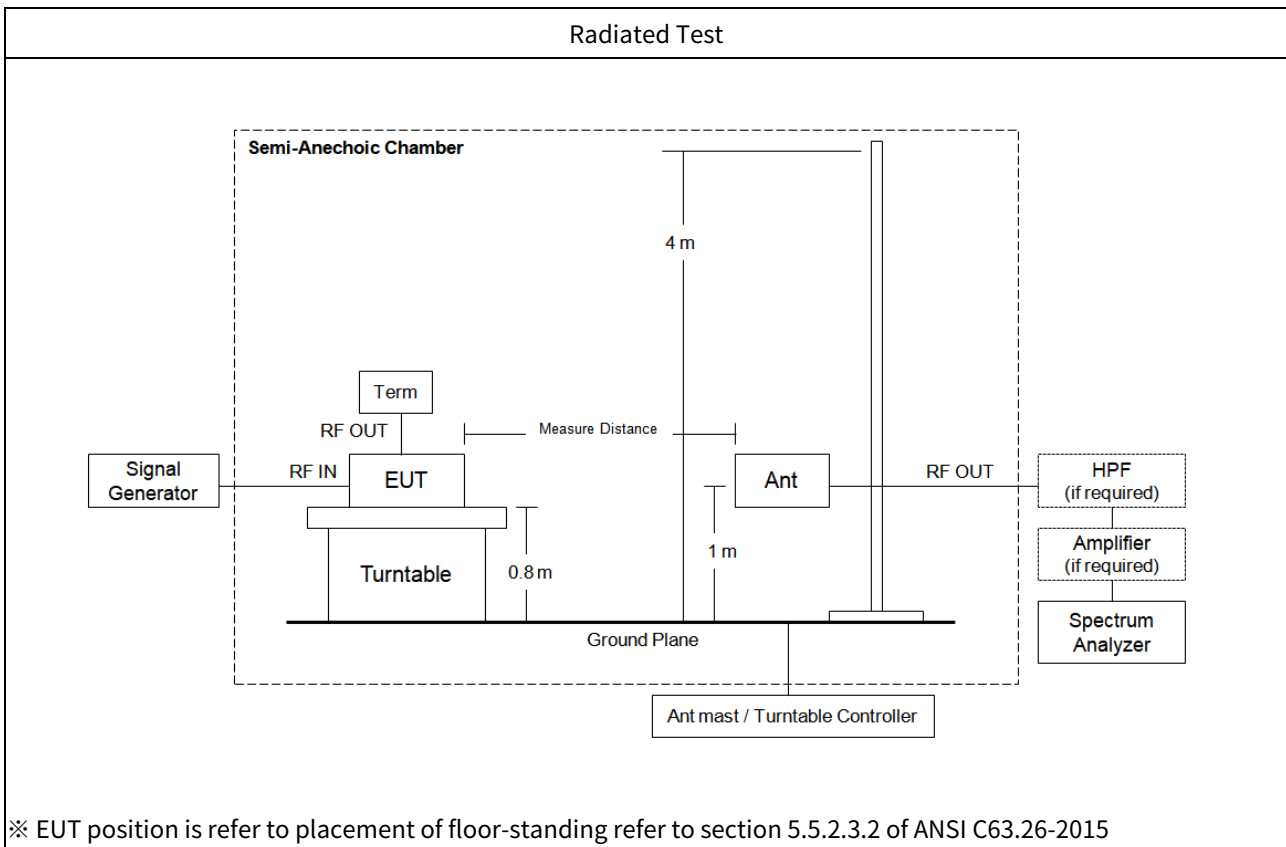 Radiated Test
Semi-Anechoic Chamber
4 m
Term
RF OUT
Measure Distance
Signal
Generator
RF IN
EUT
Ant
RF OUT
HPF
(if required)
Amplifier
(if required)
Spectrum
Analyzer
Turntable
0.8 m
1 m
Ground Plane
Ant mast / Turntable Controller
※ EUT position is refer to placement of floor-standing refer to section 5.5.2.3.2 of ANSI C63.26-2015